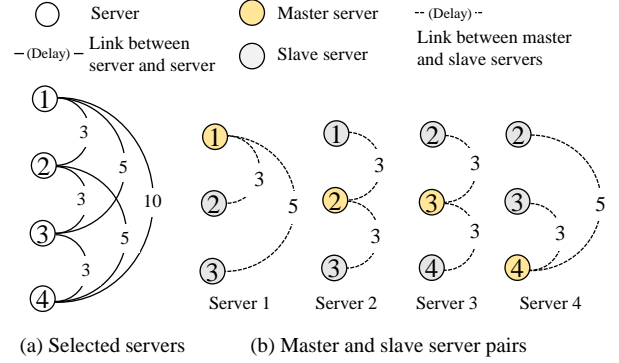 Server
Master server
-- (Delay) --
— (Delay) —
Link between
server and server
Slave server
Link between master
and slave servers
1
2
3
4
3
3
3
5
5
10
1
2
3
3
5
Server 1
1
2
3
3
3
Server 2
2
3
4
3
3
Server 3
2
3
4
3
5
Server 4
(a) Selected servers
(b) Master and slave server pairs